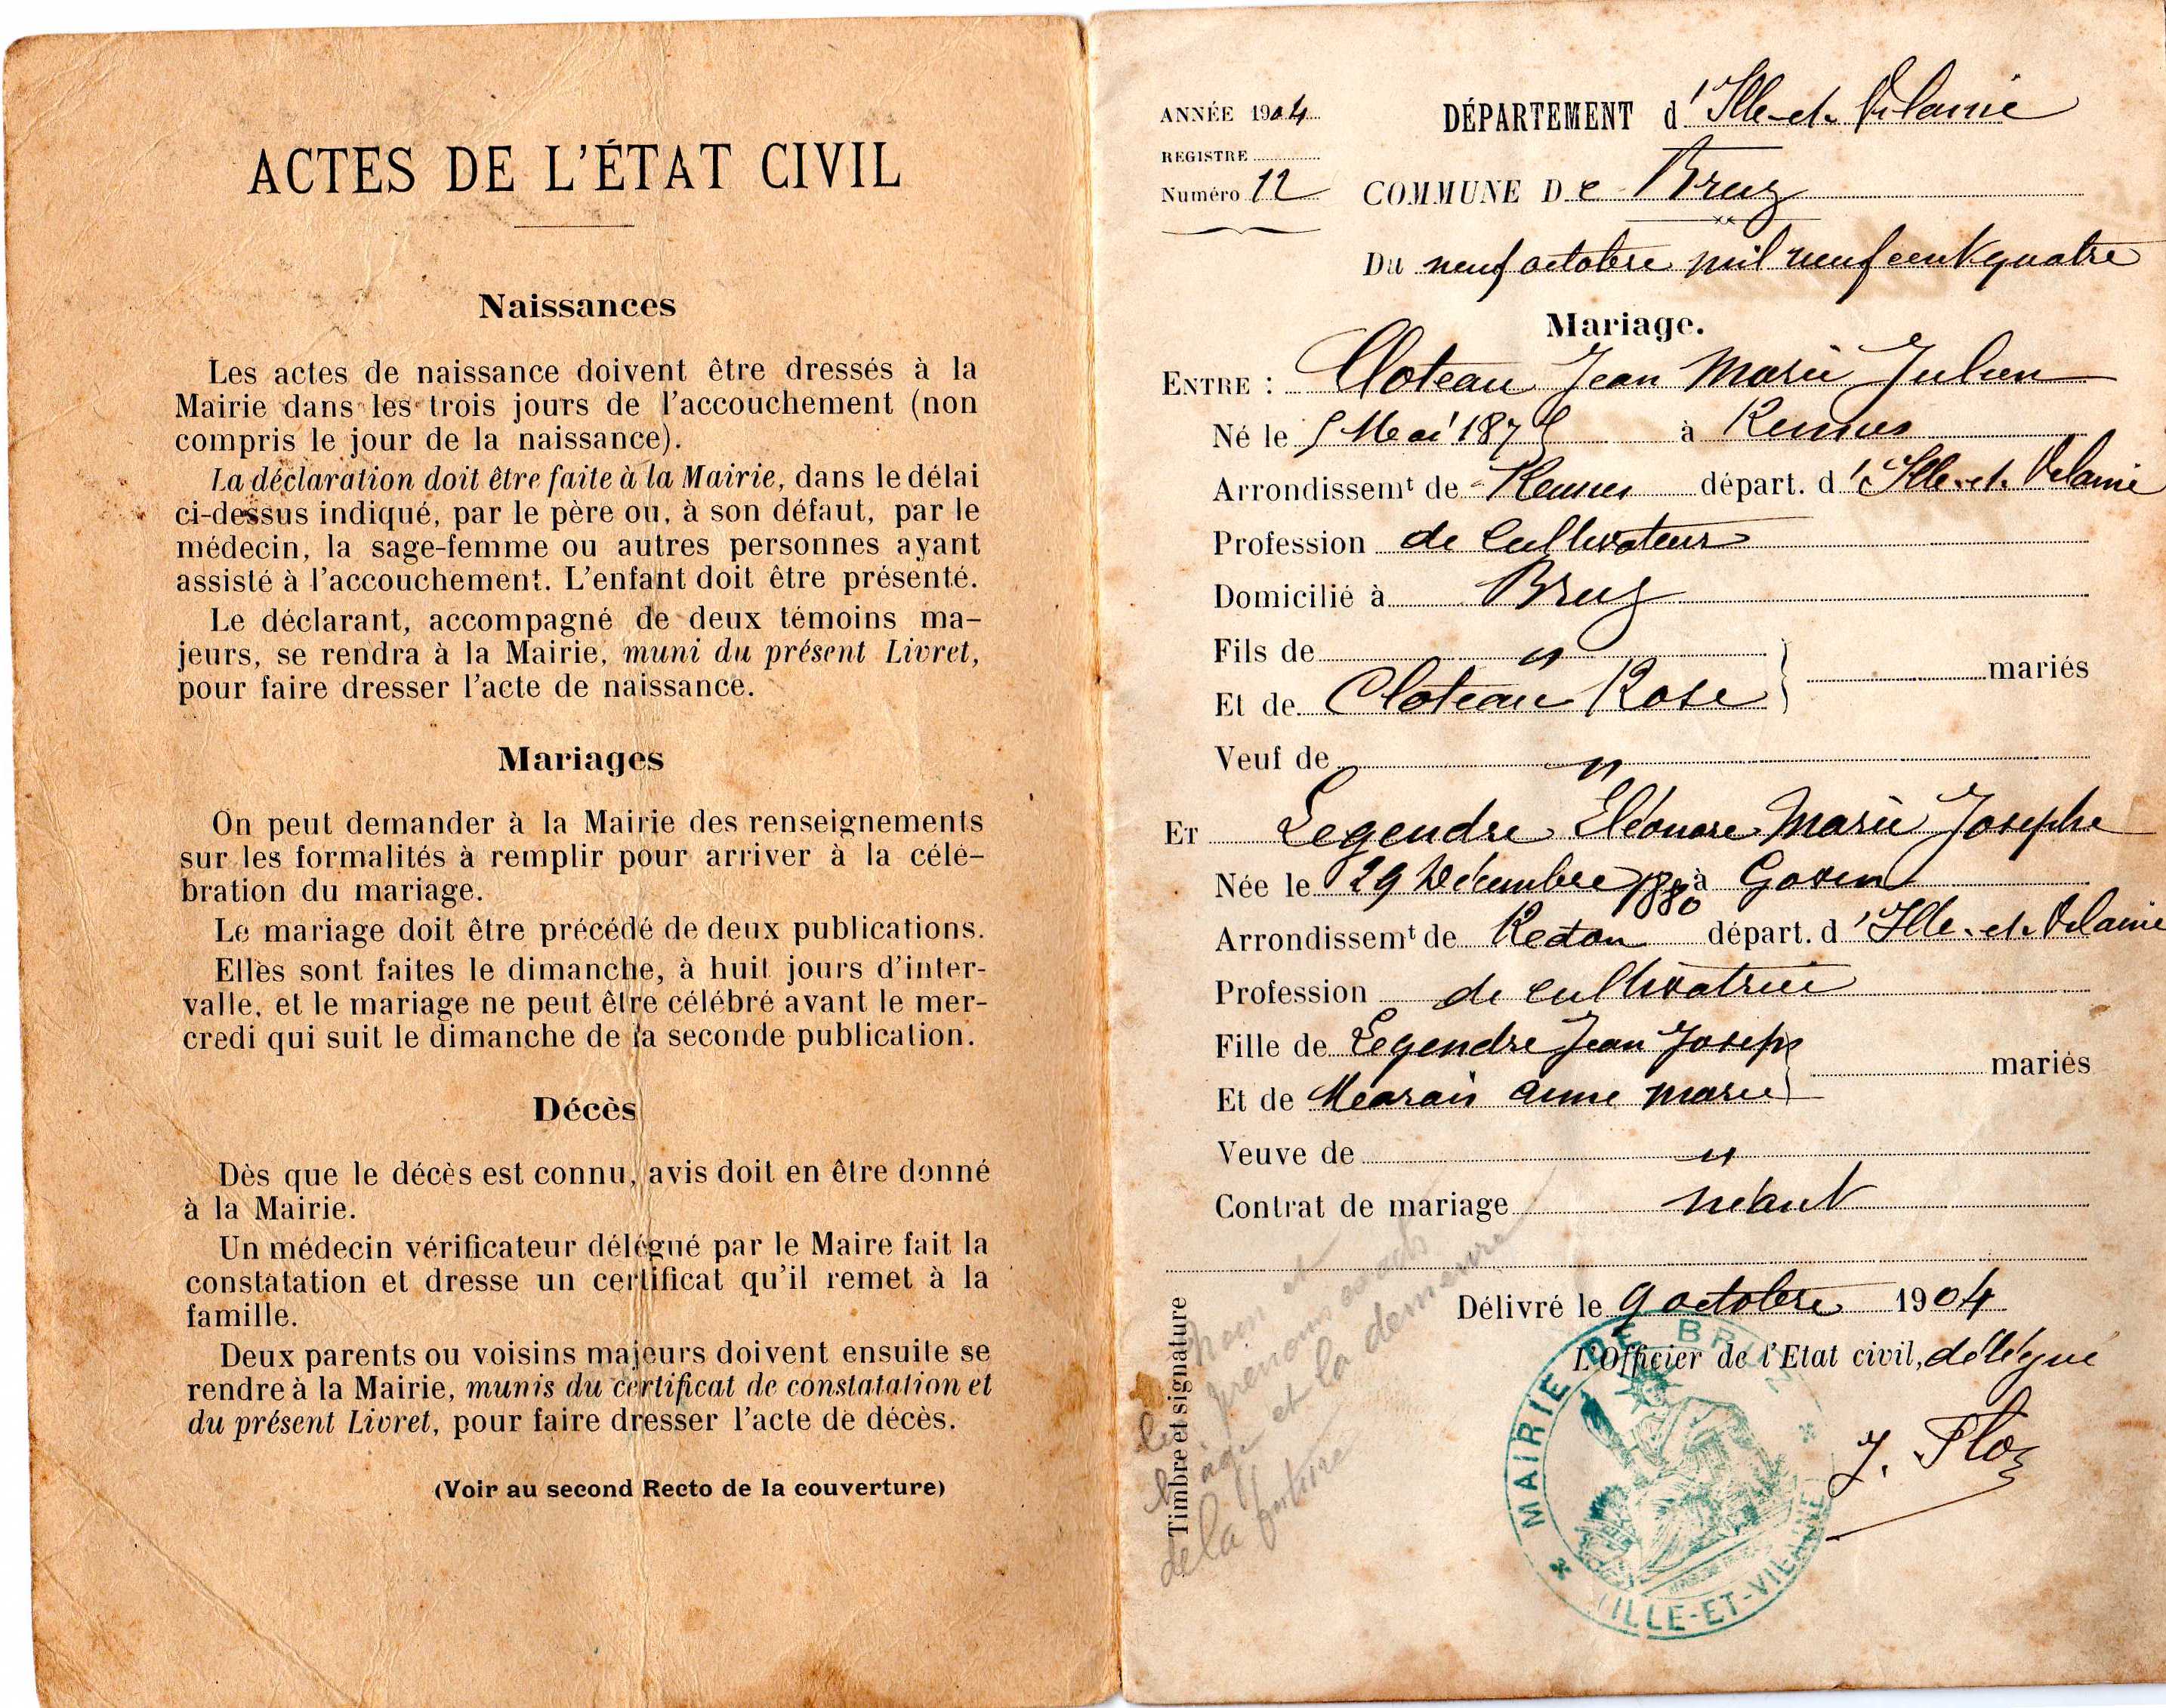 ACTES DE L'ÉTAT CIVIL
Naissances
Les actes de naissance doivent être dressés à la
Mairie dans les trois jours de l'accouchement (non
compris le jour de la naissance).
La déclaration doit être faite à la Mairie, dans le délai
ci-dessus indiqué, par le père ou, à son défaut, par le
médecin, la sage-femme ou autres personnes ayant
assisté à l'accouchement. L'enfant doit être présenté.
Le déclarant, accompagné de deux témoins ma-
jeurs, se rendra à la Mairie, muni du présent Livret,
pour faire dresser l'acte de naissance.
Mariages
On peut demander à la Mairie des renseignements
sur les formalités à remplir pour arriver à la célé-
bration du mariage.
Le mariage doit être précédé de deux publications.
Elles sont faites le dimanche, à huit jours d'inter-
valle, et le mariage ne peut être célébré avant le mer-
credi qui suit le dimanche de la seconde publication.
Décès
Dès que le décès est connu, avis doit en être donné
à la Mairie.
Un médecin vérificateur délégué par le Maire fait la
constatation et dresse un certificat qu'il remet à la
famille.
Deux parents ou voisins majeurs doivent ensuite se
rendre à la Mairie, munis du certificat de constatation et
du présent Livret, pour faire dresser l'acte de décès.
(Voir au second Recto de la couverture)
ANNÉE 1904
REGISTRE
Numéro 12
DÉPARTEMENT d'Ille-et-Vilaine
COMMUNE De Bruz
Du neuf octobre mil neuf cent quatre
Mariage.
ENTRE : Cloteau Jean Marie Julien
Né le 5 Mai 187 à Rennes
Arrondissemt de Rennes départ. d'Ille-et-Vilaine
Profession de cultivateur
Domicilié à Bruz
Fils de "
Et de Cloteau Rose
mariés
Veuf de "
ET Legendre Eléonore Marie Josephe
Née le 29 Décembre 1880 à Goven
Arrondissemt de Redon départ. d'Ille-et-Vilaine
Profession de cultivatrice
Fille de Legendre Jean Joseph
Et de Anne Marie
mariés
Veuve de "
Contrat de mariage néant
Délivré le 9 octobre 1904
L'Officier de l'Etat civil, délégué
Timbre et signature
prenoms
et la demeure
de la
MAIRIE DE BRUZ
ILLE-ET-VILAINE